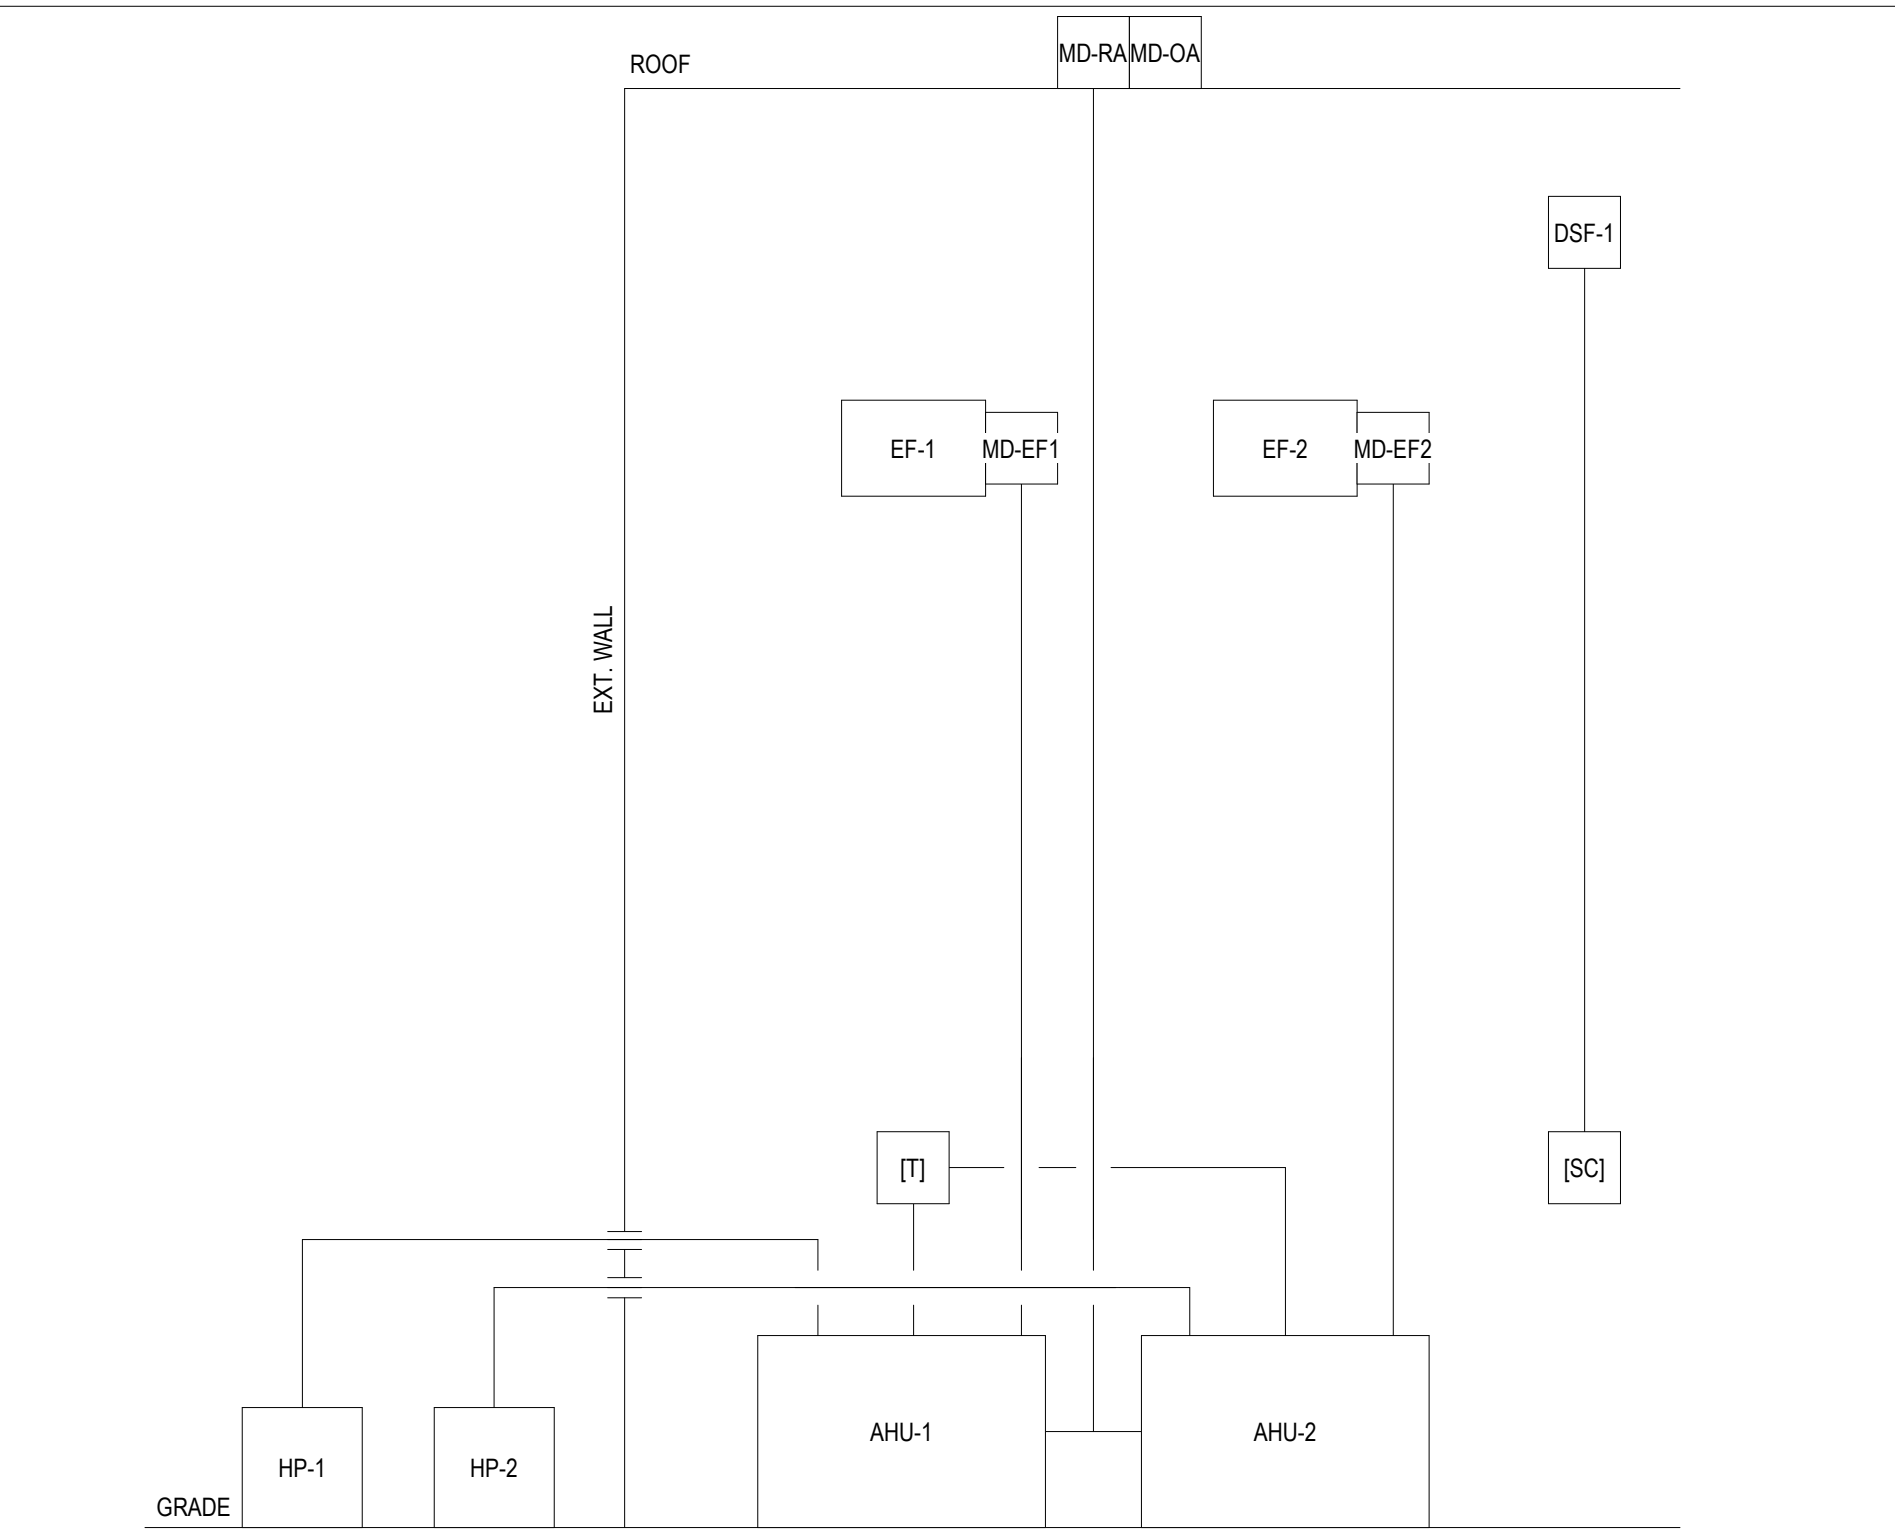 MD-RA
MD-OA
ROOF
DSF-1
EF-1
MD-EF1
EF-2
MD-EF2
EXT. WALL
[T]
[SC]
AHU-1
AHU-2
HP-1
HP-2
GRADE